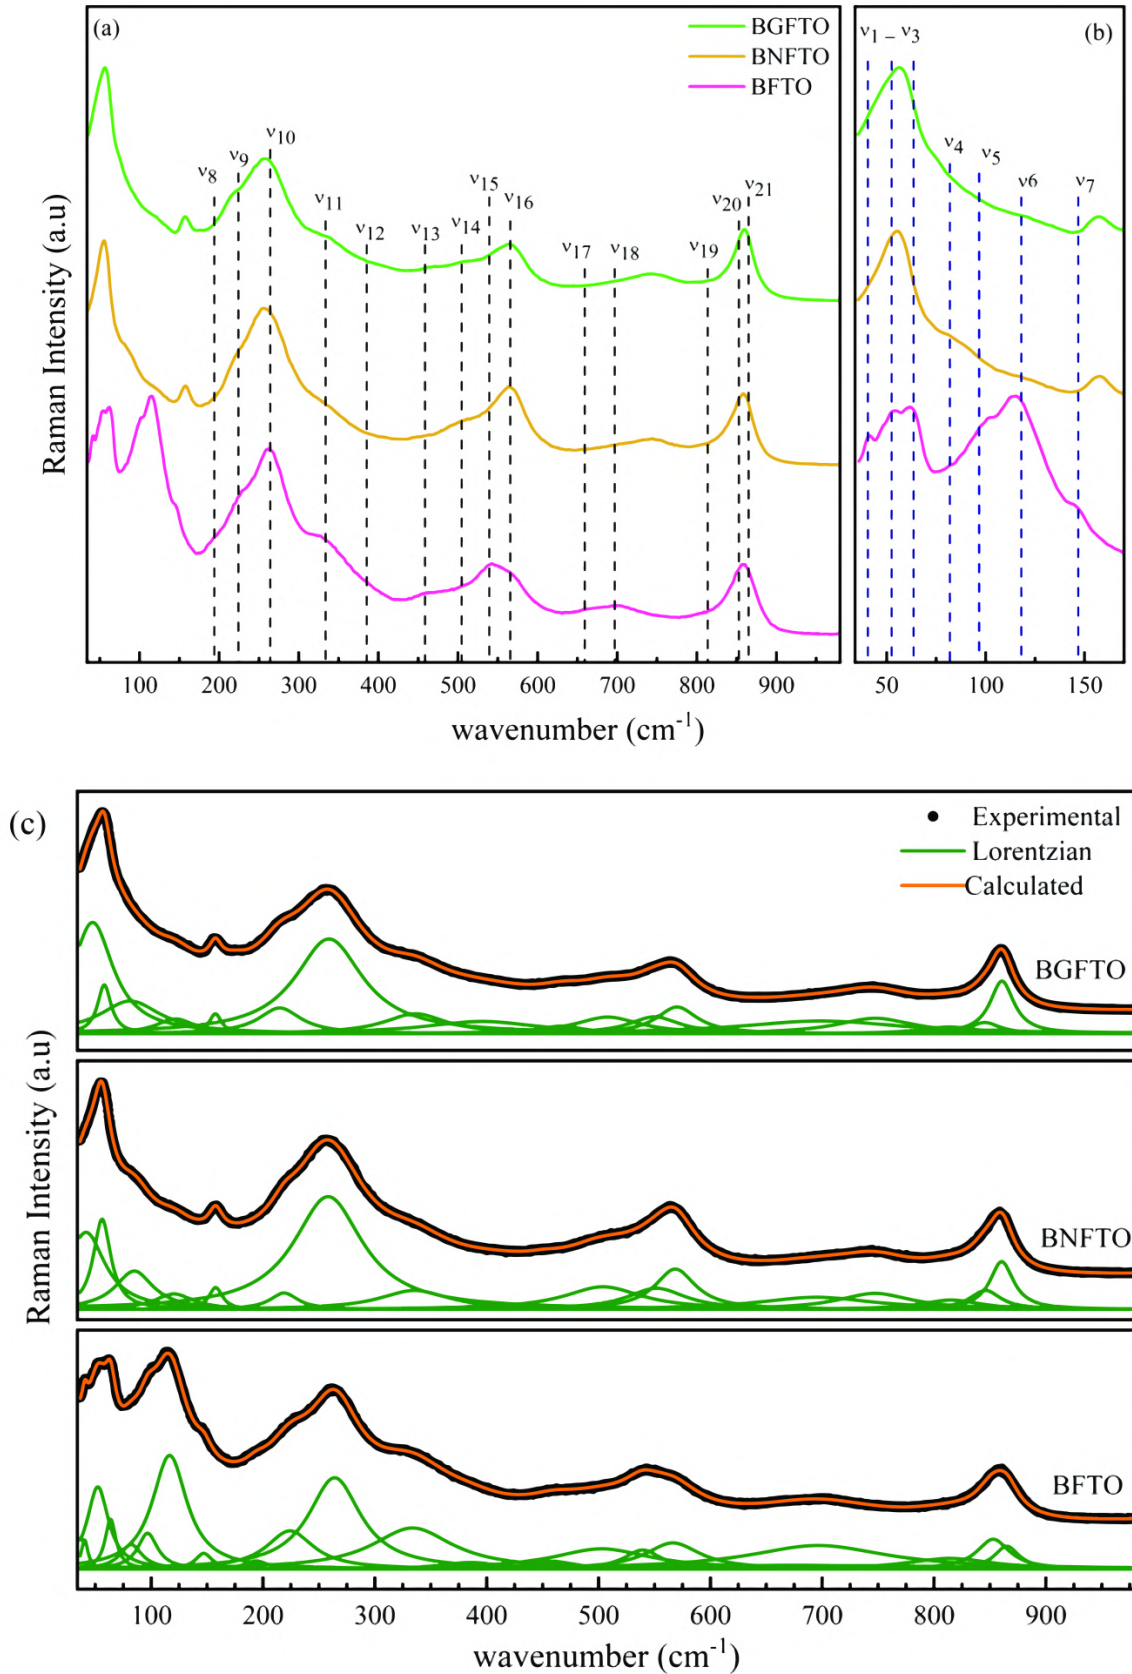 (a)
BGFTO
BNFTO
BFTO
ν8
ν9
ν10
ν11
ν12
ν13
ν14
ν15
ν16
ν17
ν18
ν19
ν20
ν21
Raman Intensity (a.u)
100 200 300 400 500 600 700 800 900
wavenumber (cm-1)
(b)
ν1 – ν3
ν4
ν5
ν6
ν7
50 100 150
(c)
Experimental
Lorentzian
Calculated
BGFTO
BNFTO
BFTO
Raman Intensity (a.u)
100 200 300 400 500 600 700 800 900
wavenumber (cm-1)